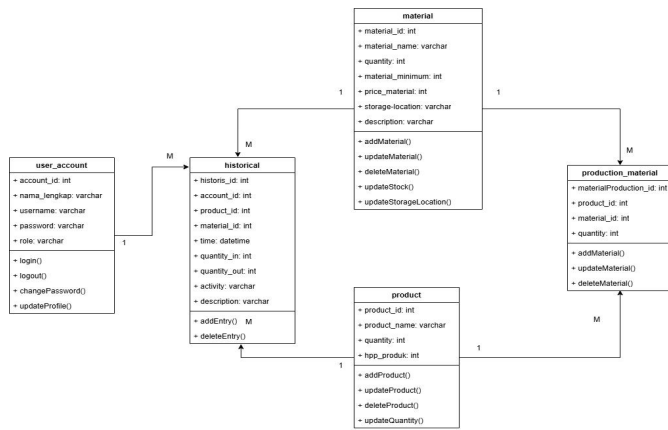 material
+ material_id: int
+ material_name: varchar
+ quantity: int
+ material_minimum: int
+ price_material: int
+ storage-location: varchar
+ description: varchar
+ addMaterial()
+ updateMaterial()
+ deleteMaterial()
+ updateStock()
+ updateStorageLocation()
1
1
M
M
user_account
+ account_id: int
+ nama_lengkap: varchar
+ username: varchar
+ password: varchar
+ role: varchar
+ login()
+ logout()
+ changePassword()
+ updateProfile()
M
1
historical
+ historis_id: int
+ account_id: int
+ product_id: int
+ material_id: int
+ time: datetime
+ quantity_in: int
+ quantity_out: int
+ activity: varchar
+ description: varchar
+ addEntry()
+ deleteEntry()
M
production_material
+ materialProduction_id: int
+ product_id: int
+ material_id: int
+ quantity: int
+ addMaterial()
+ updateMaterial()
+ deleteMaterial()
M
product
+ product_id: int
+ product_name: varchar
+ quantity: int
+ hpp_produk: int
+ addProduct()
+ updateProduct()
+ deleteProduct()
+ updateQuantity()
1
1